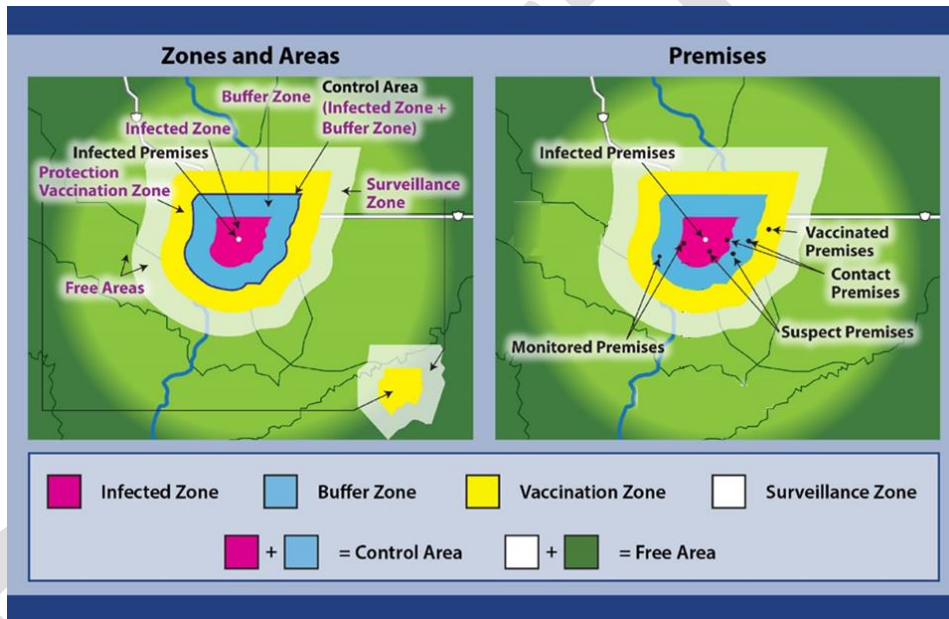 Zones and Areas
Buffer Zone
Control Area
(Infected Zone +
Buffer Zone)
Infected Zone
Infected Premises
Protection
Vaccination Zone
Surveillance
Zone
Free Areas
Premises
Infected Premises
Vaccinated
Premises
Contact
Premises
Suspect Premises
Monitored Premises
Infected Zone
Buffer Zone
Vaccination Zone
Surveillance Zone
+ = Control Area
+ = Free Area